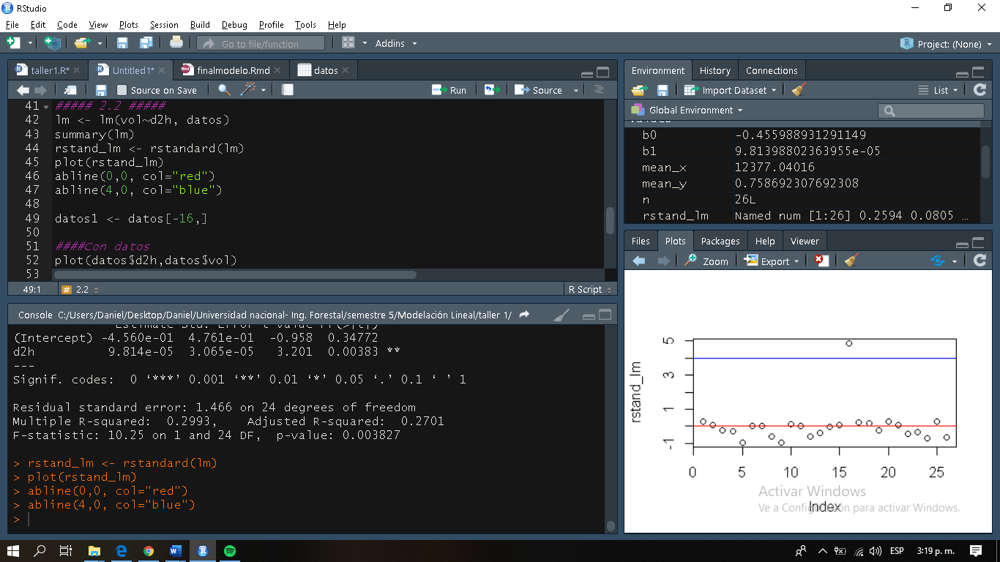 RStudio
File Edit Code View Plots Session Build Debug Profile Tools Help
Go to file/function Addins Project: (None)
taller1.R* Untitled1* finalmodelo.Rmd datos
Source on Save Run Source
41 ##### 2.2 #####
42 lm <- lm(vol~d2h, datos)
43 summary(lm)
44 rstand_lm <- rstandard(lm)
45 plot(rstand_lm)
46 abline(0,0, col="red")
47 abline(4,0, col="blue")
48
49 datos1 <- datos[-16,]
50
51 ####Con datos
52 plot(datos$d2h,datos$vol)
53
49:1 # 2.2 R Script
Console C:/Users/Daniel/Desktop/Daniel/Universidad nacional- Ing. Forestal/semestre 5/Modelación Lineal/taller 1/
Estimate Std. Error t value Pr(>|t|)
(Intercept) -4.560e-01 4.761e-01 -0.958 0.34772
d2h 9.814e-05 3.065e-05 3.201 0.00383 **
---
Signif. codes: 0 ‘***’ 0.001 ‘**’ 0.01 ‘*’ 0.05 ‘.’ 0.1 ‘ ’ 1
Residual standard error: 1.466 on 24 degrees of freedom
Multiple R-squared: 0.2993, Adjusted R-squared: 0.2701
F-statistic: 10.25 on 1 and 24 DF, p-value: 0.003827
> rstand_lm <- rstandard(lm)
> plot(rstand_lm)
> abline(0,0, col="red")
> abline(4,0, col="blue")
>
Environment History Connections
Import Dataset List
Global Environment
Values
b0 -0.455988931291149
b1 9.81398802363955e-05
mean_x 12377.04016
mean_y 0.758692307692308
n 26L
rstand_lm Named num [1:26] 0.2594 0.0805 ...
Files Plots Packages Help Viewer
Zoom Export
rstand_lm
5
3
1
-1
0 5 10 15 20 25
Index
Activar Windows
Ve a Configuración para activar Windows.
ESP 3:19 p. m.